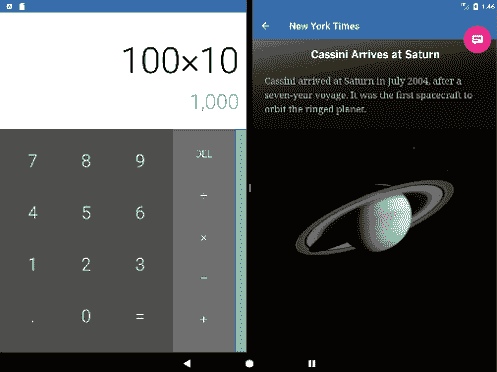 1:46
100×10
1,000
7 8 9 DEL
÷
4 5 6
×
1 2 3
−
. 0 =
+
New York Times
Cassini Arrives at Saturn
Cassini arrived at Saturn in July 2004, after a
seven-year voyage. It was the first spacecraft to
orbit the ringed planet.